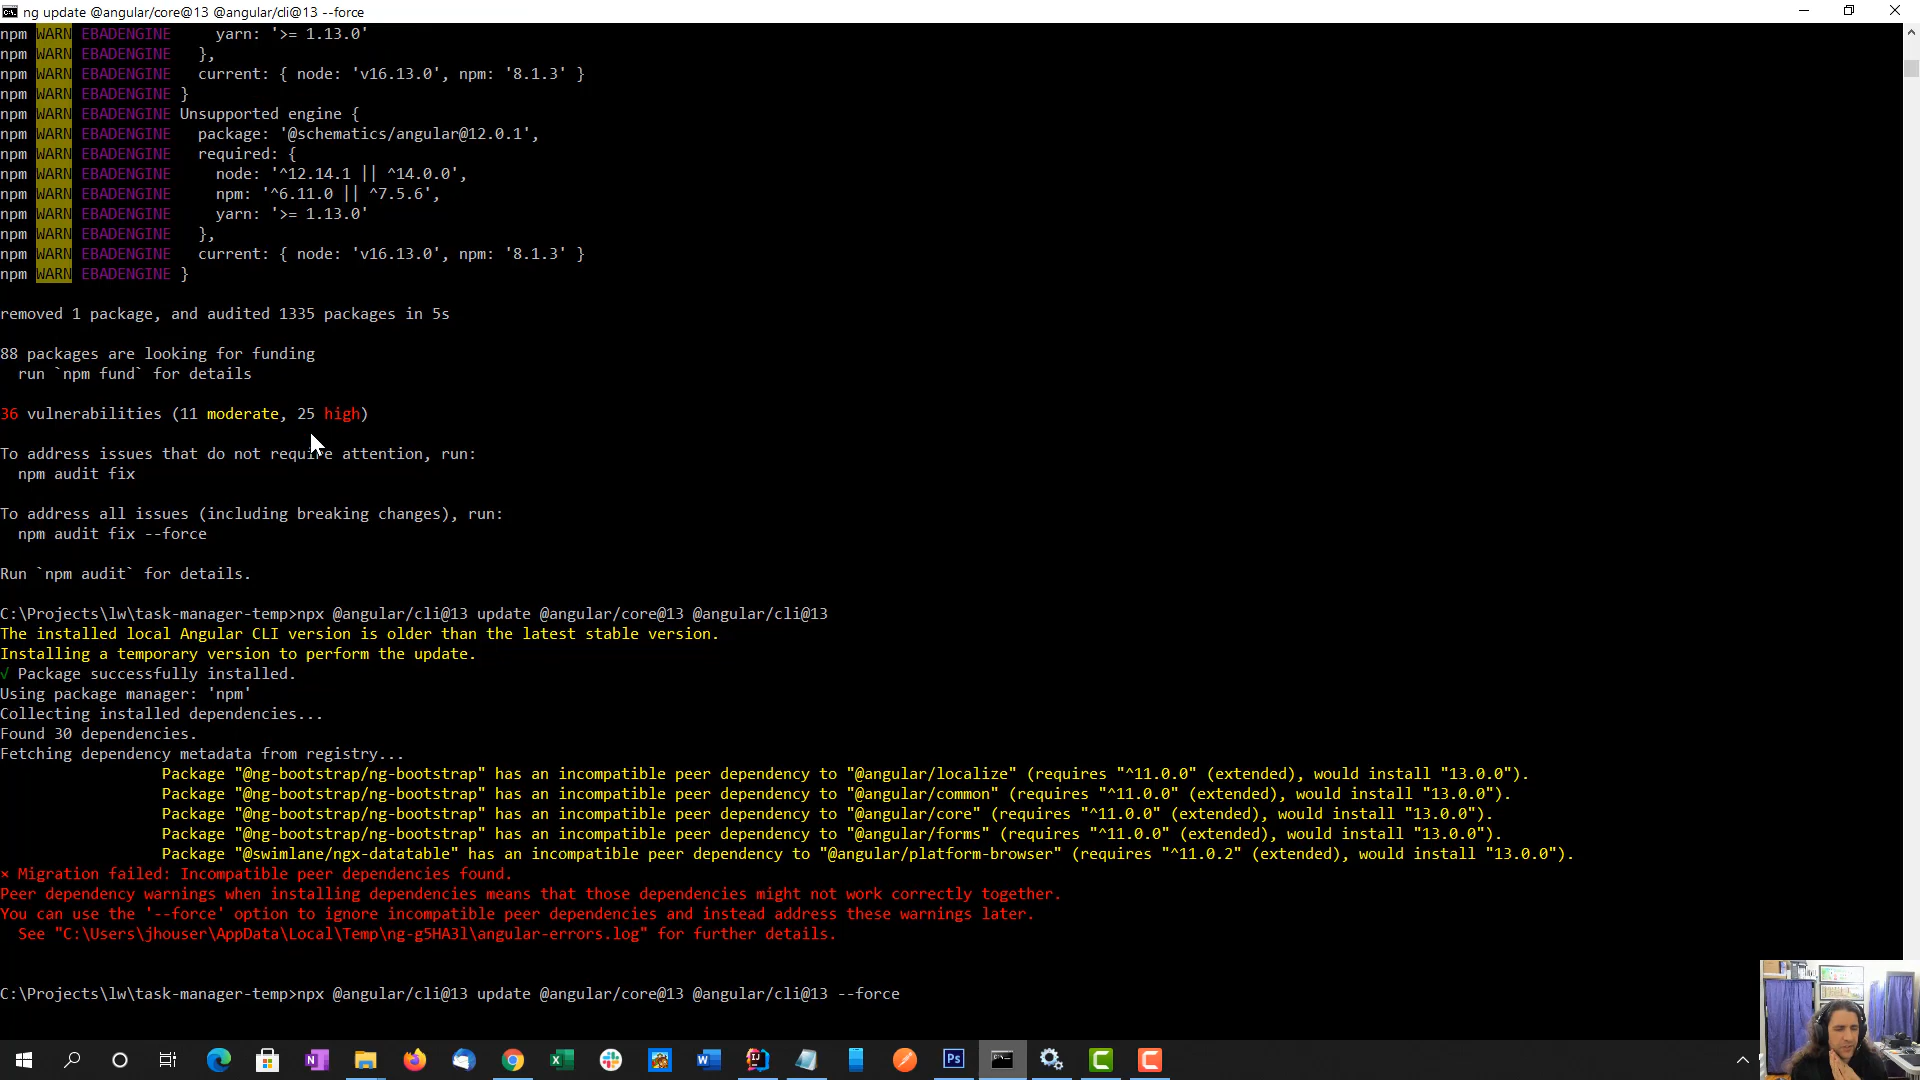 ng update @angular/core@13 @angular/cli@13 --force
npm WARN EBADENGINE     yarn: '>= 1.13.0'
npm WARN EBADENGINE   },
npm WARN EBADENGINE   current: { node: 'v16.13.0', npm: '8.1.3' }
npm WARN EBADENGINE }
npm WARN EBADENGINE Unsupported engine {
npm WARN EBADENGINE   package: '@schematics/angular@12.0.1',
npm WARN EBADENGINE   required: {
npm WARN EBADENGINE     node: '^12.14.1 || ^14.0.0',
npm WARN EBADENGINE     npm: '^6.11.0 || ^7.5.6',
npm WARN EBADENGINE     yarn: '>= 1.13.0'
npm WARN EBADENGINE   },
npm WARN EBADENGINE   current: { node: 'v16.13.0', npm: '8.1.3' }
npm WARN EBADENGINE }
removed 1 package, and audited 1335 packages in 5s
88 packages are looking for funding
  run `npm fund` for details
36 vulnerabilities (11 moderate, 25 high)
To address issues that do not require attention, run:
  npm audit fix
To address all issues (including breaking changes), run:
  npm audit fix --force
Run `npm audit` for details.
C:\Projects\lw\task-manager-temp>npx @angular/cli@13 update @angular/core@13 @angular/cli@13
The installed local Angular CLI version is older than the latest stable version.
Installing a temporary version to perform the update.
√ Package successfully installed.
Using package manager: 'npm'
Collecting installed dependencies...
Found 30 dependencies.
Fetching dependency metadata from registry...
                  Package "@ng-bootstrap/ng-bootstrap" has an incompatible peer dependency to "@angular/localize" (requires "^11.0.0" (extended), would install "13.0.0").
                  Package "@ng-bootstrap/ng-bootstrap" has an incompatible peer dependency to "@angular/common" (requires "^11.0.0" (extended), would install "13.0.0").
                  Package "@ng-bootstrap/ng-bootstrap" has an incompatible peer dependency to "@angular/core" (requires "^11.0.0" (extended), would install "13.0.0").
                  Package "@ng-bootstrap/ng-bootstrap" has an incompatible peer dependency to "@angular/forms" (requires "^11.0.0" (extended), would install "13.0.0").
                  Package "@swimlane/ngx-datatable" has an incompatible peer dependency to "@angular/platform-browser" (requires "^11.0.2" (extended), would install "13.0.0").
× Migration failed: Incompatible peer dependencies found.
Peer dependency warnings when installing dependencies means that those dependencies might not work correctly together.
You can use the '--force' option to ignore incompatible peer dependencies and instead address these warnings later.
  See "C:\Users\jhouser\AppData\Local\Temp\ng-g5HA3l\angular-errors.log" for further details.
C:\Projects\lw\task-manager-temp>npx @angular/cli@13 update @angular/core@13 @angular/cli@13 --force